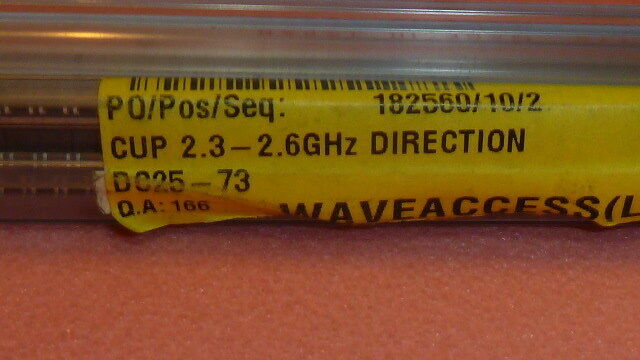 PO/Pos/Seq: 182560/10/2
CUP 2.3-2.6GHz DIRECTION
DC25-73
Q.A: 166 WAVEACCESS(L